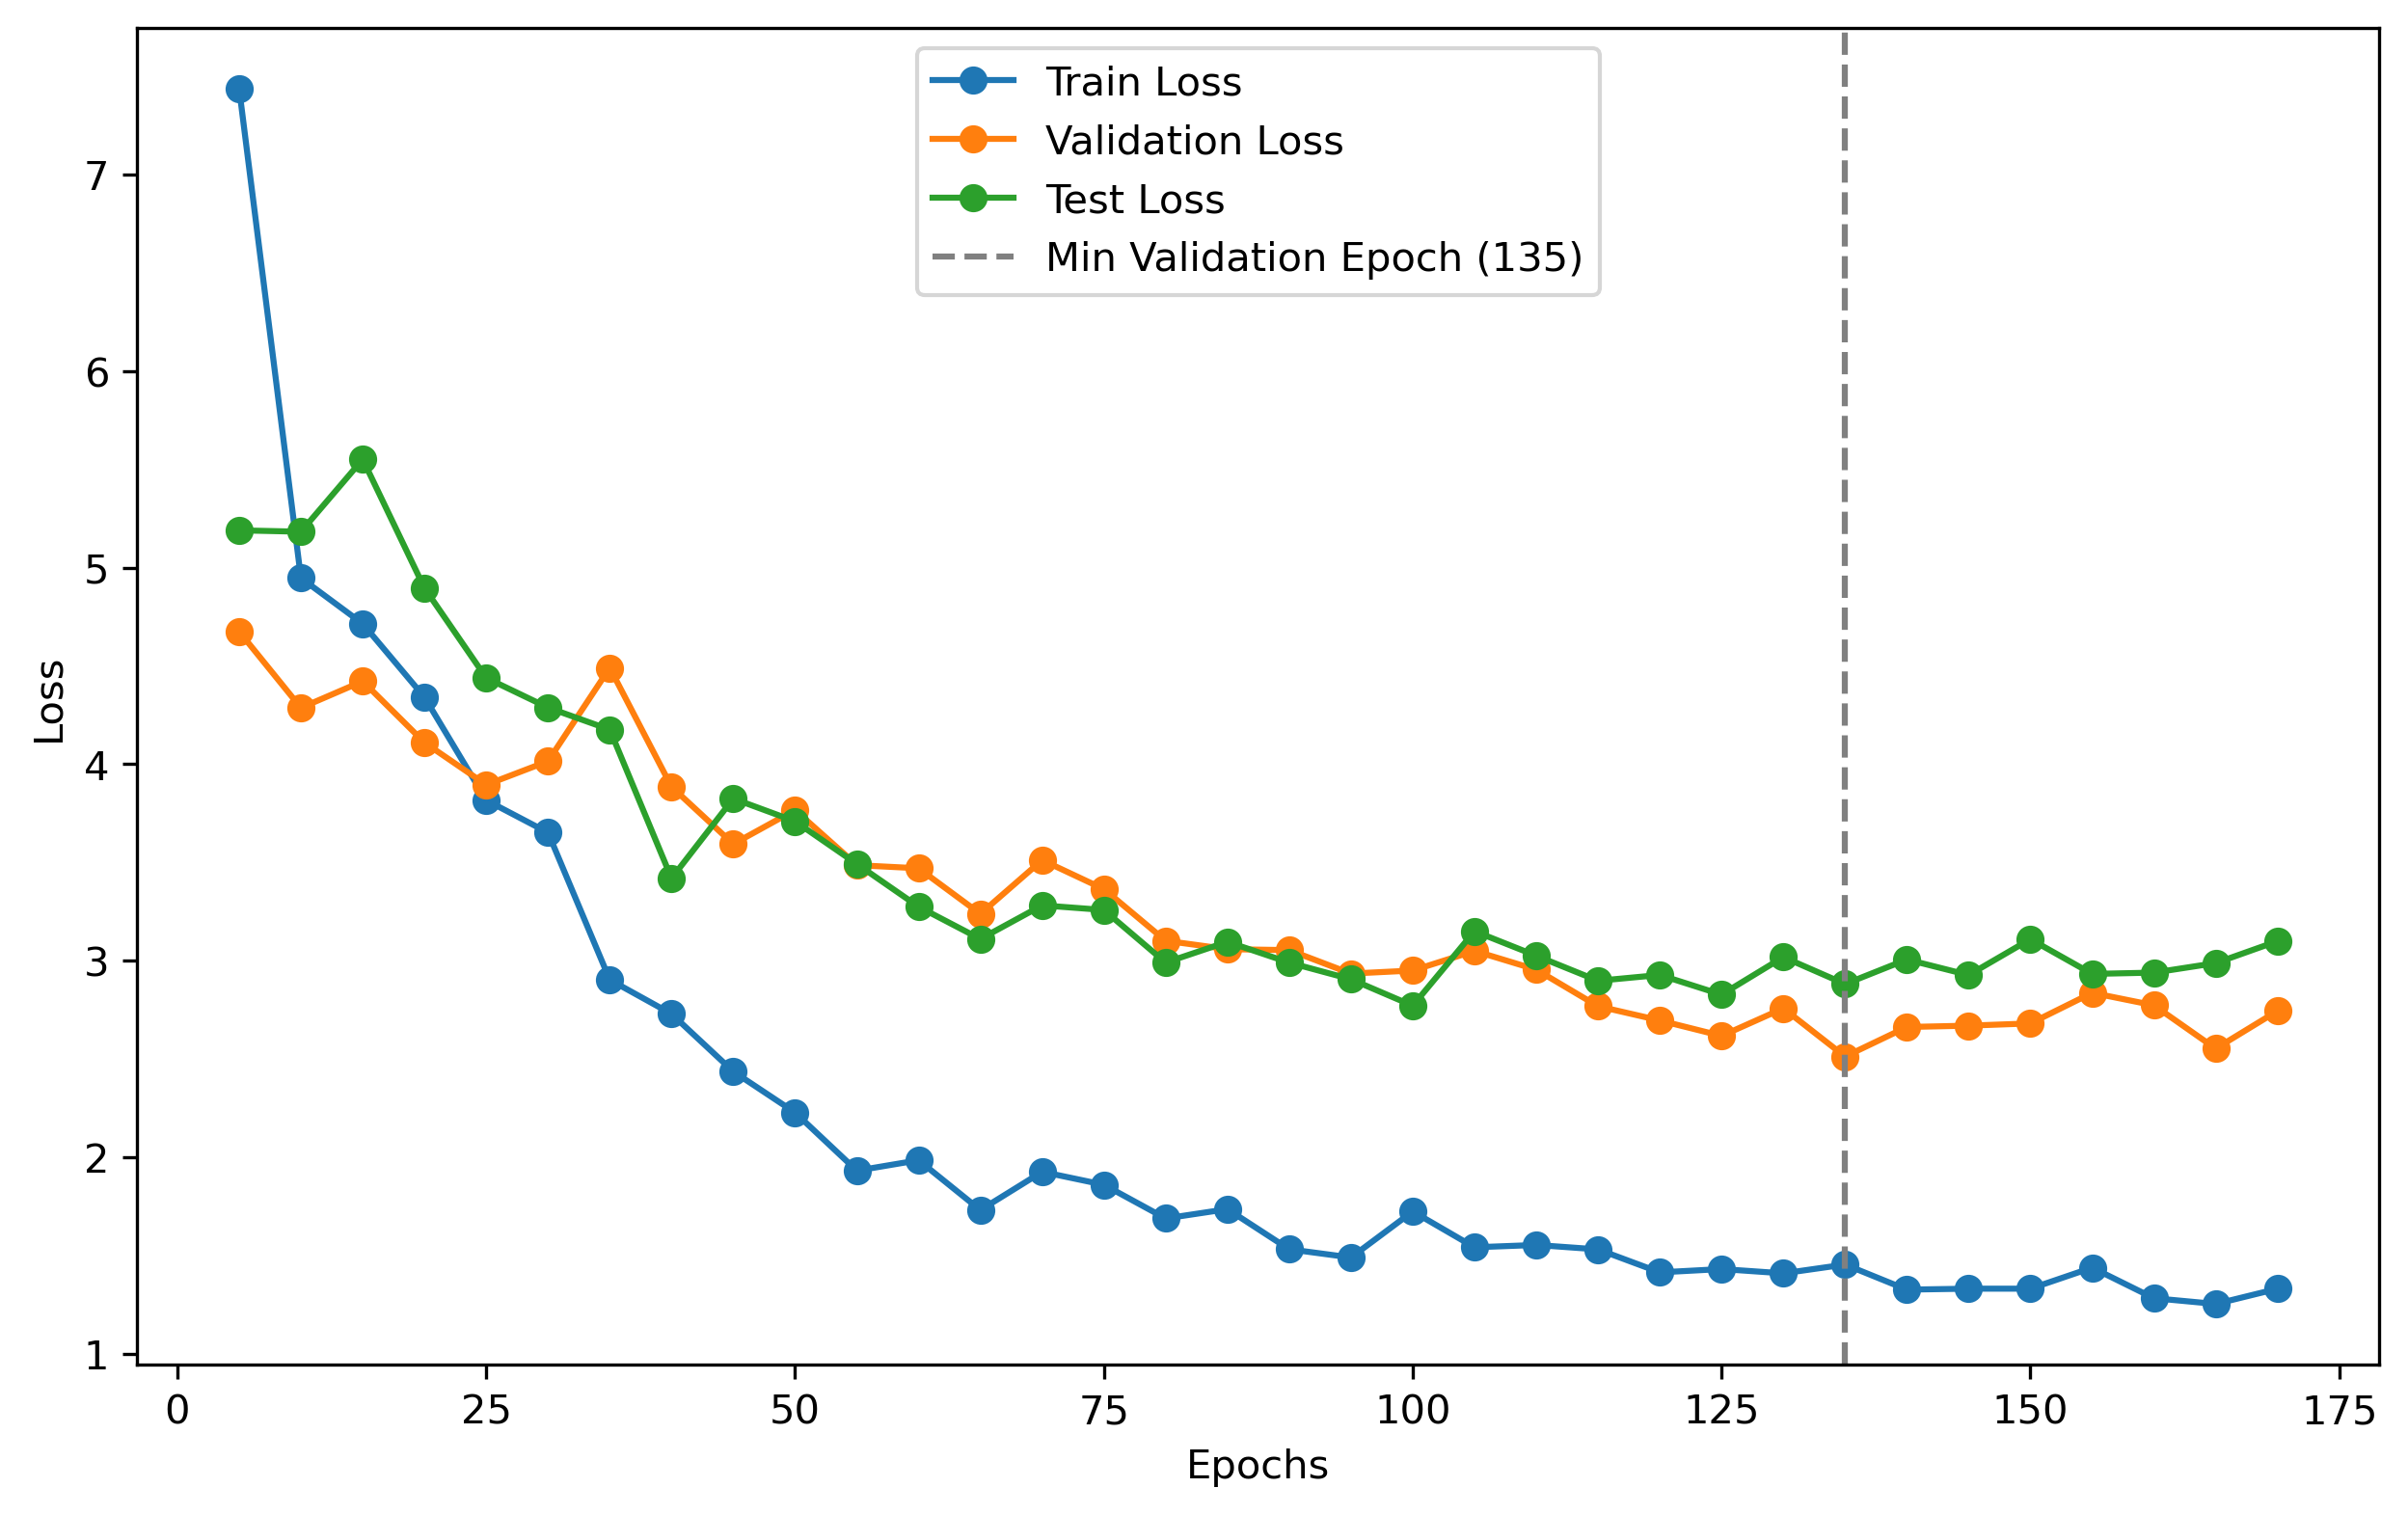 Train Loss
Validation Loss
Test Loss
Min Validation Epoch (135)
7
6
5
4
3
2
1
Loss
0 25 50 75 100 125 150 175
Epochs